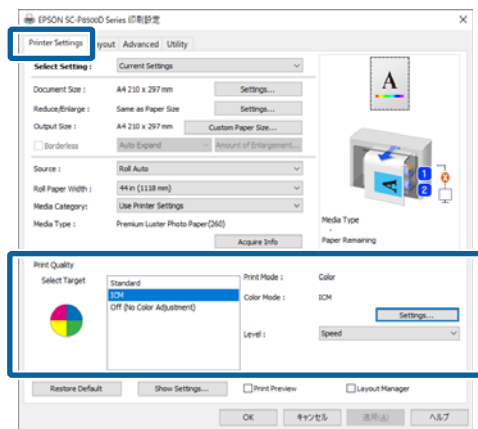 EPSON SC-P8500D Series 印刷設定
Printer Settings yout Advanced Utility
Select Setting : Current Settings
Document Size : A4 210 x 297 mm Settings...
Reduce/Enlarge : Same as Paper Size Settings...
Output Size : A4 210 x 297 mm Custom Paper Size...
Borderless Auto Expand Amount of Enlargement...
A
Source : Roll Auto
Roll Paper Width : 44 in (1118 mm)
Media Category: Use Printer Settings
Media Type : Premium Luster Photo Paper(260)
Acquire Info
A
1
2
Media Type
-
Paper Remaining
Print Quality
Select Target
Standard
ICM
Off (No Color Adjustment)
Print Mode : Color
Color Mode : ICM
Settings...
Level : Speed
Restore Default Show Settings... Print Preview Layout Manager
OK キャンセル 適用(A) ヘルプ